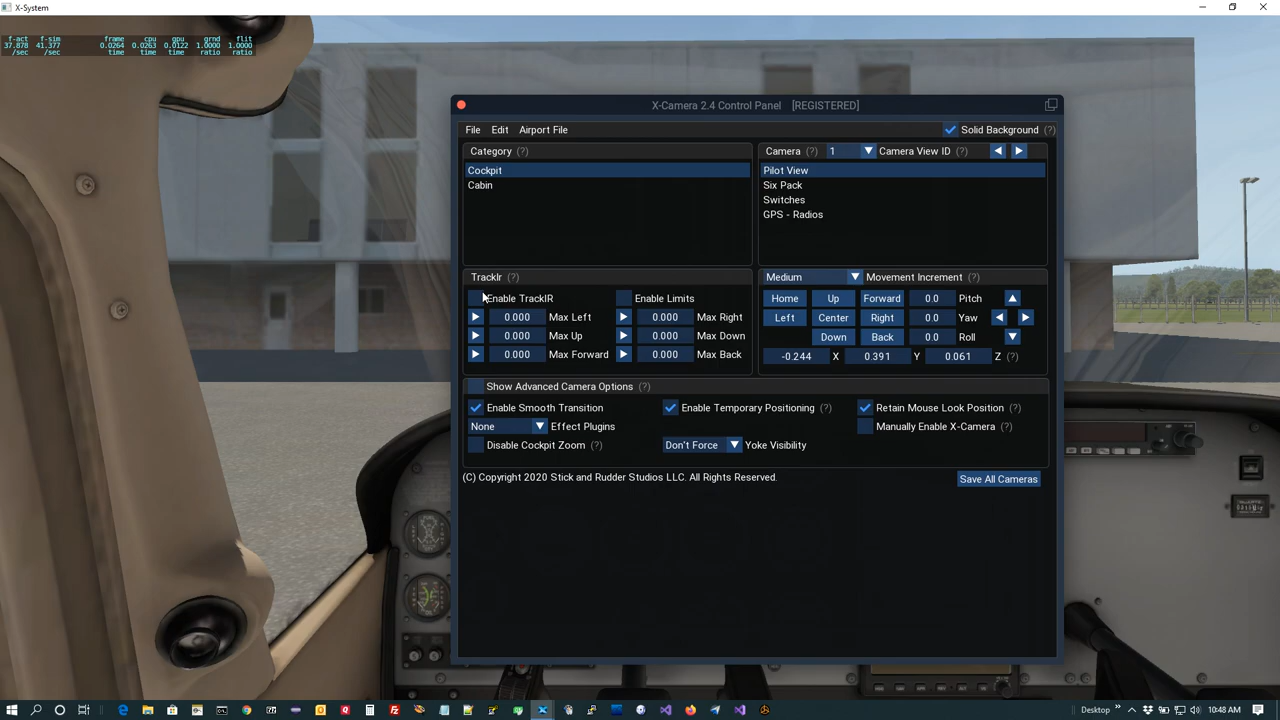 X-System
f-act f-sim frame cpu gpu grnd flit
37.878 41.377 0.0264 0.0263 0.0122 1.0000 1.0000
/sec /sec time time time ratio ratio
X-Camera 2.4 Control Panel [REGISTERED]
File Edit Airport File Solid Background (?)
Category (?)
Cockpit
Cabin
Camera (?) 1 Camera View ID (?)
Pilot View
Six Pack
Switches
GPS - Radios
TrackIr (?)
Enable TrackIR Enable Limits
0.000 Max Left 0.000 Max Right
0.000 Max Up 0.000 Max Down
0.000 Max Forward 0.000 Max Back
Medium Movement Increment (?)
Home Up Forward 0.0 Pitch
Left Center Right 0.0 Yaw
Down Back 0.0 Roll
-0.244 X 0.391 Y 0.061 Z (?)
Show Advanced Camera Options (?)
Enable Smooth Transition Enable Temporary Positioning (?) Retain Mouse Look Position (?)
None Effect Plugins Manually Enable X-Camera (?)
Disable Cockpit Zoom (?) Don't Force Yoke Visibility
(C) Copyright 2020 Stick and Rudder Studios LLC. All Rights Reserved. Save All Cameras
Desktop 10:48 AM